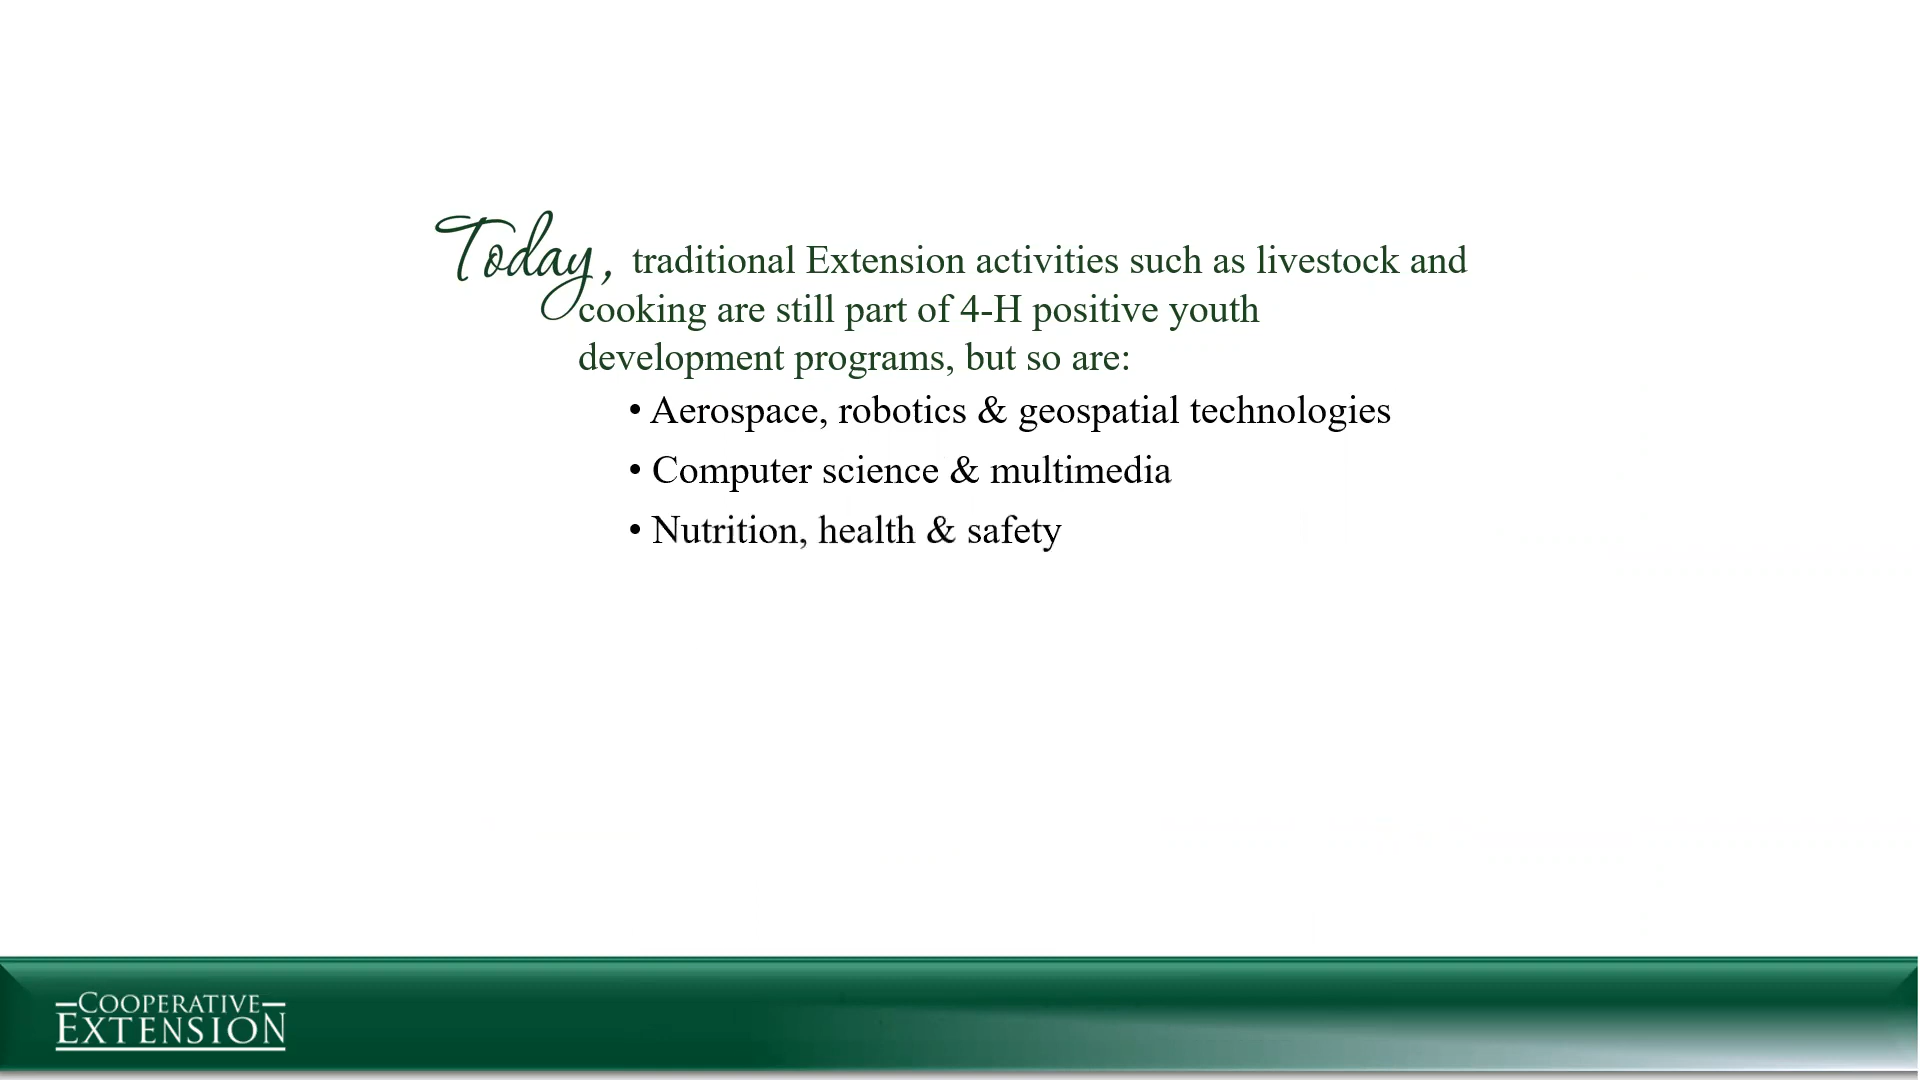 Today, traditional Extension activities such as livestock and
cooking are still part of 4-H positive youth
development programs, but so are:
• Aerospace, robotics & geospatial technologies
• Computer science & multimedia
• Nutrition, health & safety
COOPERATIVE
EXTENSION